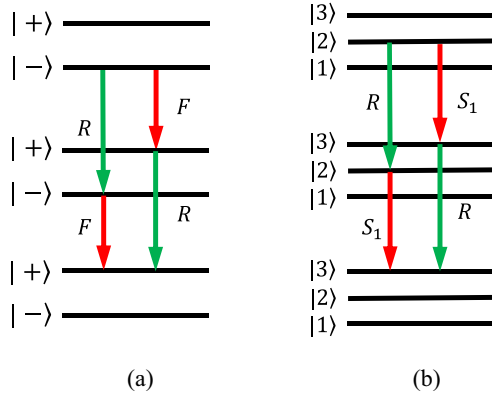 | +⟩
| −⟩
R
F
| +⟩
| −⟩
F
R
| +⟩
| −⟩
(a)
|3⟩
|2⟩
|1⟩
R
S₁
|3⟩
|2⟩
|1⟩
S₁
R
|3⟩
|2⟩
|1⟩
(b)